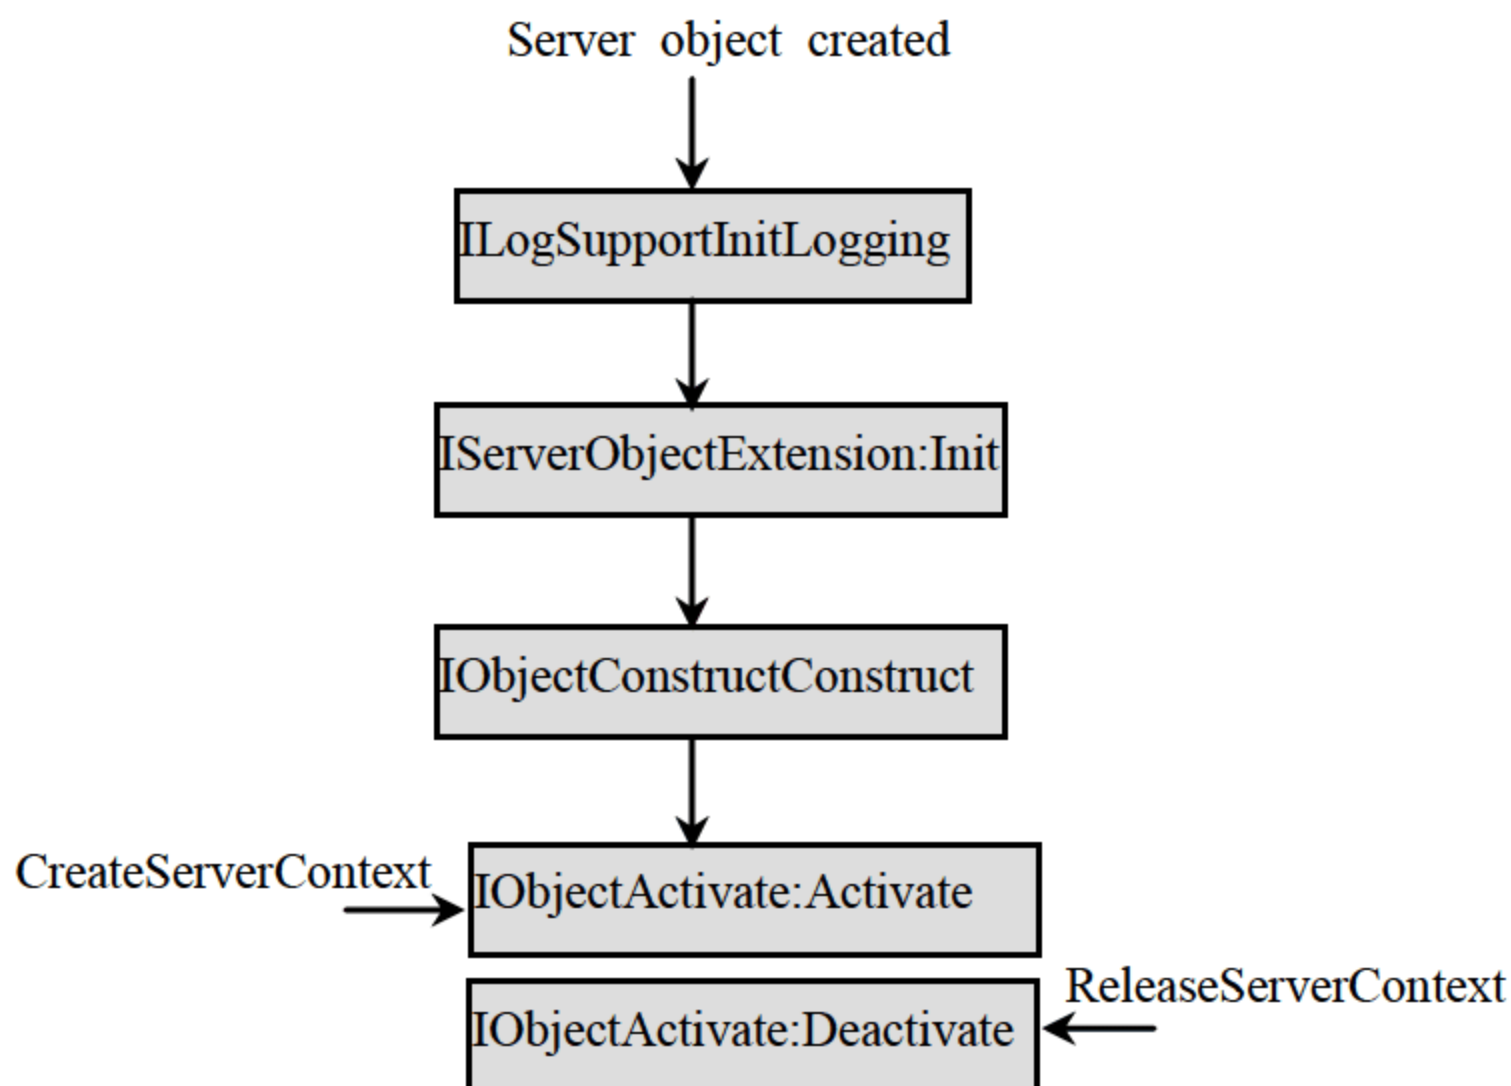 Server object created
ILogSupportInitLogging
IServerObjectExtension:Init
IObjectConstructConstruct
CreateServerContext
IObjectActivate:Activate
ReleaseServerContext
IObjectActivate:Deactivate